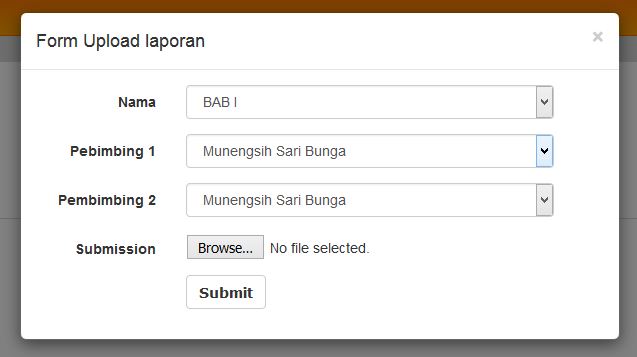 Form Upload laporan ×
Nama BAB I
Pebimbing 1 Munengsih Sari Bunga
Pembimbing 2 Munengsih Sari Bunga
Submission Browse... No file selected.
Submit